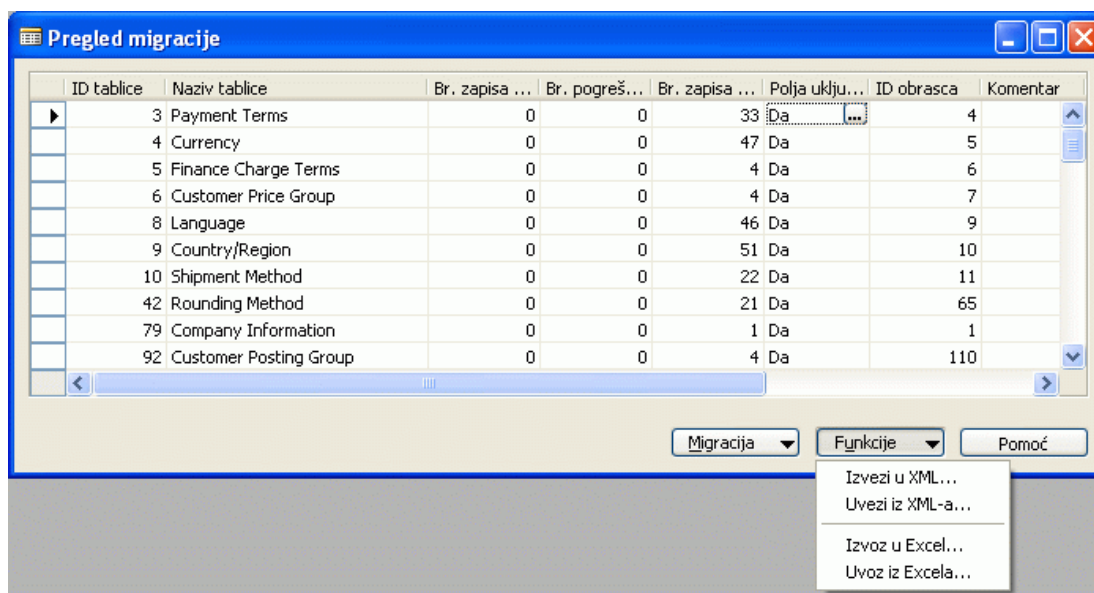 Pregled migracije
ID tablice Naziv tablice Br. zapisa ... Br. pogreš... Br. zapisa ... Polja uklju... ID obrasca Komentar
3 Payment Terms 0 0 33 Da ... 4
4 Currency 0 0 47 Da 5
5 Finance Charge Terms 0 0 4 Da 6
6 Customer Price Group 0 0 4 Da 7
8 Language 0 0 46 Da 9
9 Country/Region 0 0 51 Da 10
10 Shipment Method 0 0 22 Da 11
42 Rounding Method 0 0 21 Da 65
79 Company Information 0 0 1 Da 1
92 Customer Posting Group 0 0 4 Da 110
Migracija Funkcije Pomoć
Izvezi u XML...
Uvezi iz XML-a...
Izvoz u Excel...
Uvoz iz Excela...